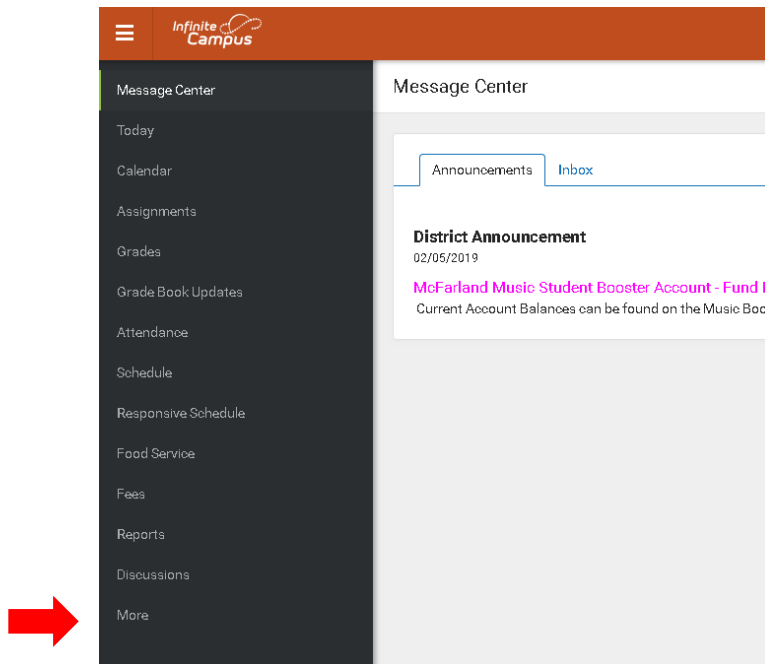 Infinite
Campus
Message Center
Today
Calendar
Assignments
Grades
Grade Book Updates
Attendance
Schedule
Responsive Schedule
Food Service
Fees
Reports
Discussions
More
Message Center
Announcements Inbox
District Announcement
02/05/2019
McFarland Music Student Booster Account - Fund
Current Account Balances can be found on the Music